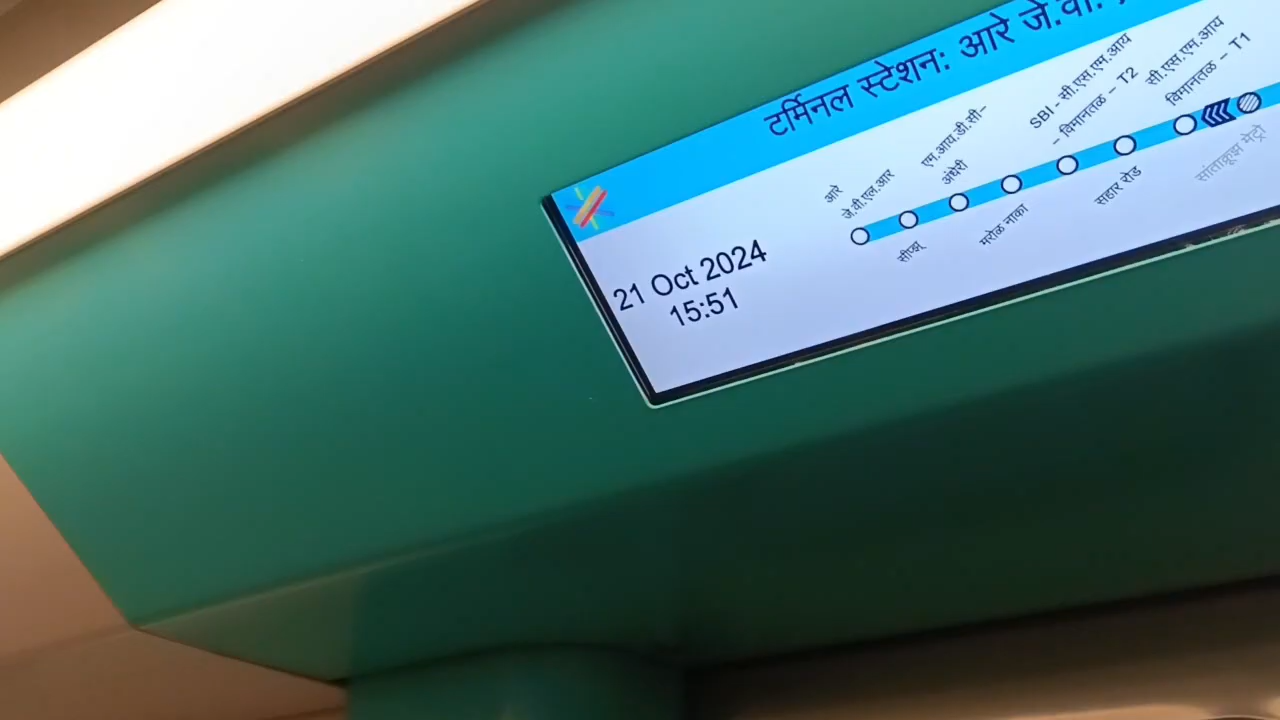 टर्मिनल स्टेशन: आरे जे.वी.
21 Oct 2024
15:51
आरे
जे.वी.एल.आर
सीप्झ
एम.आय.डी.सी–
अंधेरी
मरोळ नाका
SBI - सी.एस.एम.आय
– विमानतळ – T2
सहार रोड
सी.एस.एम.आय
विमानतळ – T1
सांताक्रूझ मेट्रो